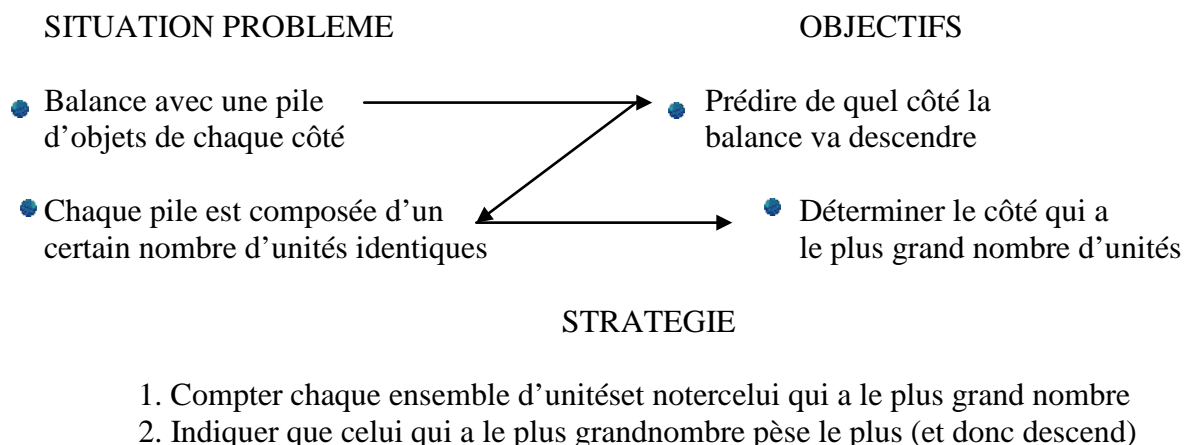 SITUATION PROBLEME
OBJECTIFS
Balance avec une pile
d’objets de chaque côté
Prédire de quel côté la
balance va descendre
Chaque pile est composée d’un
certain nombre d’unités identiques
Déterminer le côté qui a
le plus grand nombre d’unités
STRATEGIE
1. Compter chaque ensemble d’unitéset notercelui qui a le plus grand nombre
2. Indiquer que celui qui a le plus grandnombre pèse le plus (et donc descend)